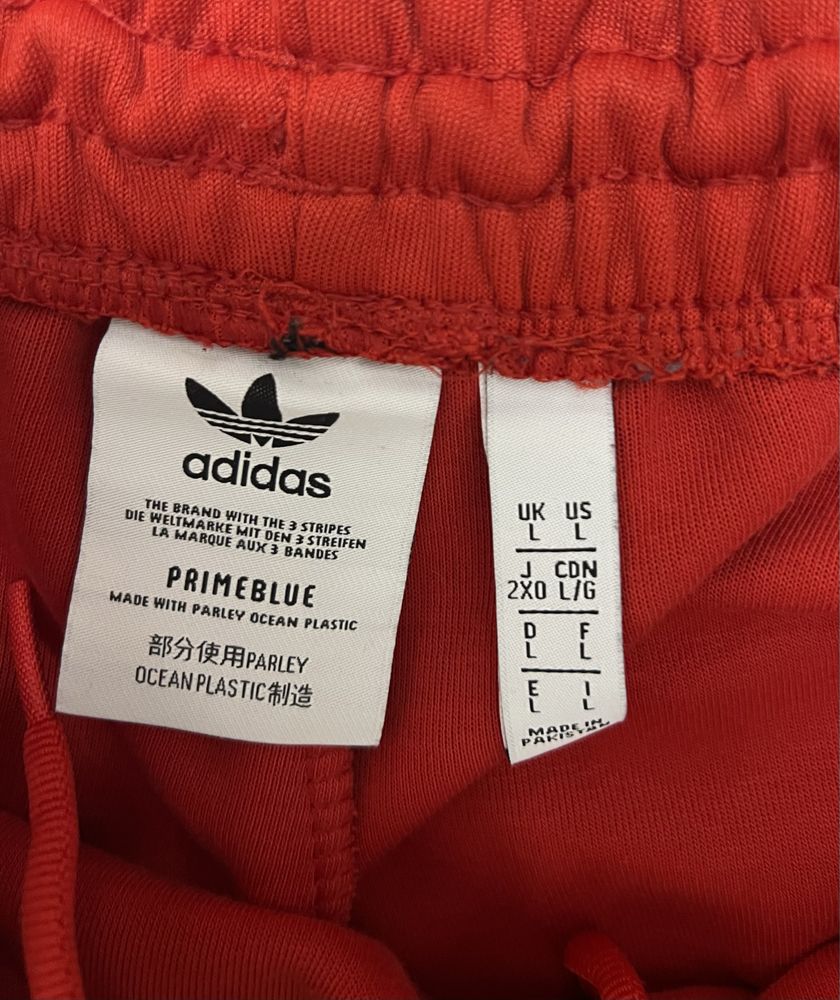 adidas
THE BRAND WITH THE 3 STRIPES
DIE WELTMARKE MIT DEN 3 STREIFEN
LA MARQUE AUX 3 BANDES
PRIMEBLUE
MADE WITH PARLEY OCEAN PLASTIC
部分使用PARLEY
OCEAN PLASTIC制造
UK US
L L
J CDN
2XO L/G
D F
L L
E I
L L
MADE IN
PAKISTAN